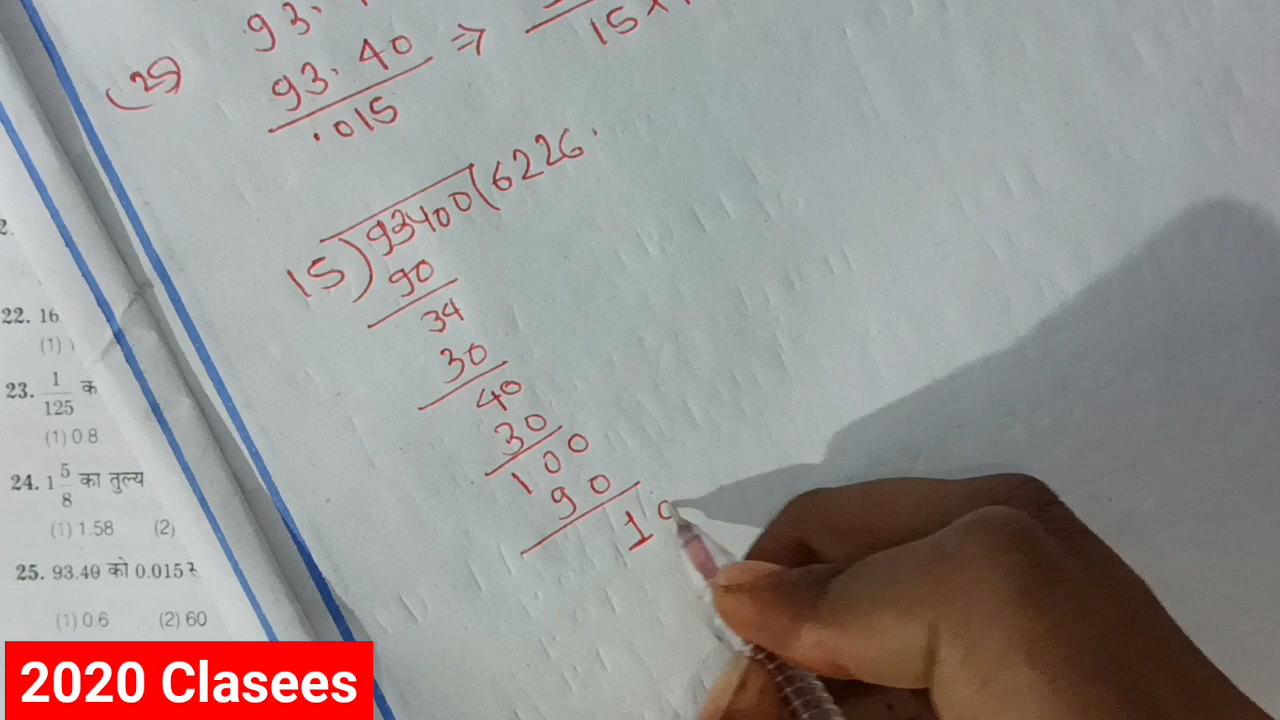 93.
(25) 93.40 ⇒
.015 15×
15)93400(6226.
90
34
30
40
30
100
90
10
22. 16
(1)
23. 1/125 क
(1) 0.8
24. 1 5/8 का तुल्य
(1) 1.58 (2)
25. 93.40 को 0.015 से
(1) 0.6 (2) 60
2020 Clasees